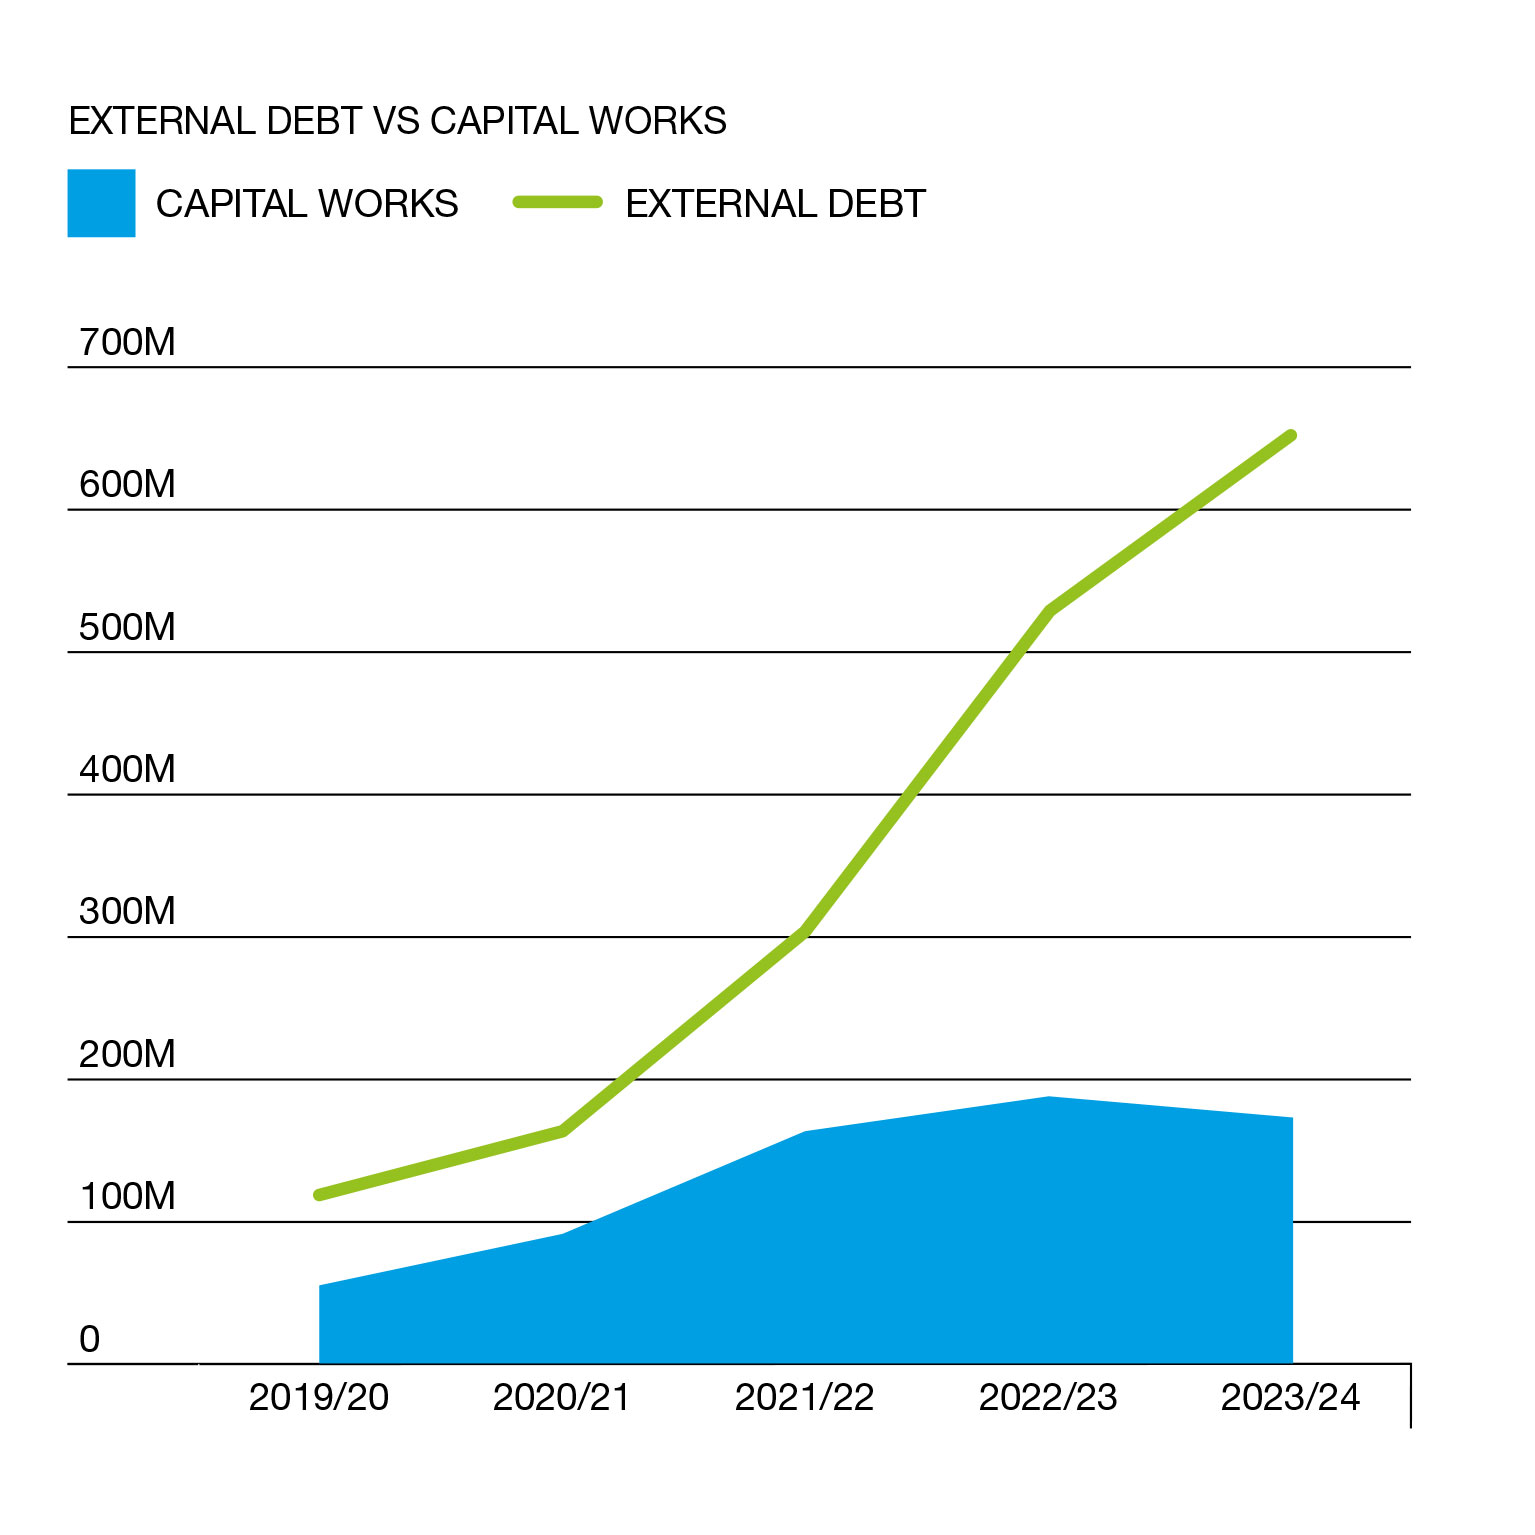 EXTERNAL DEBT VS CAPITAL WORKS
CAPITAL WORKS EXTERNAL DEBT
700M
600M
500M
400M
300M
200M
100M
0
2019/20 2020/21 2021/22 2022/23 2023/24